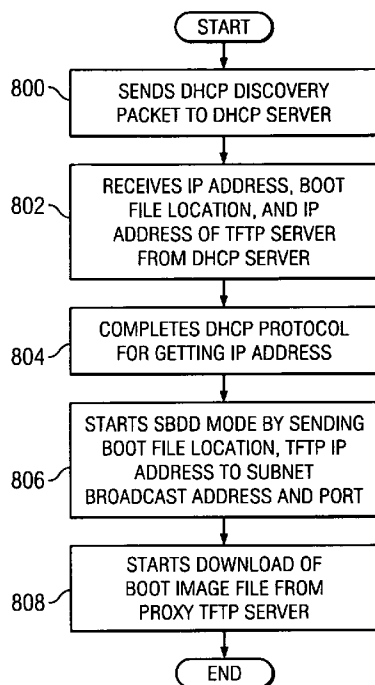 START
800
SENDS DHCP DISCOVERY
PACKET TO DHCP SERVER
802
RECEIVES IP ADDRESS, BOOT
FILE LOCATION, AND IP
ADDRESS OF TFTP SERVER
FROM DHCP SERVER
804
COMPLETES DHCP PROTOCOL
FOR GETTING IP ADDRESS
806
STARTS SBDD MODE BY SENDING
BOOT FILE LOCATION, TFTP IP
ADDRESS TO SUBNET
BROADCAST ADDRESS AND PORT
808
STARTS DOWNLOAD OF
BOOT IMAGE FILE FROM
PROXY TFTP SERVER
END